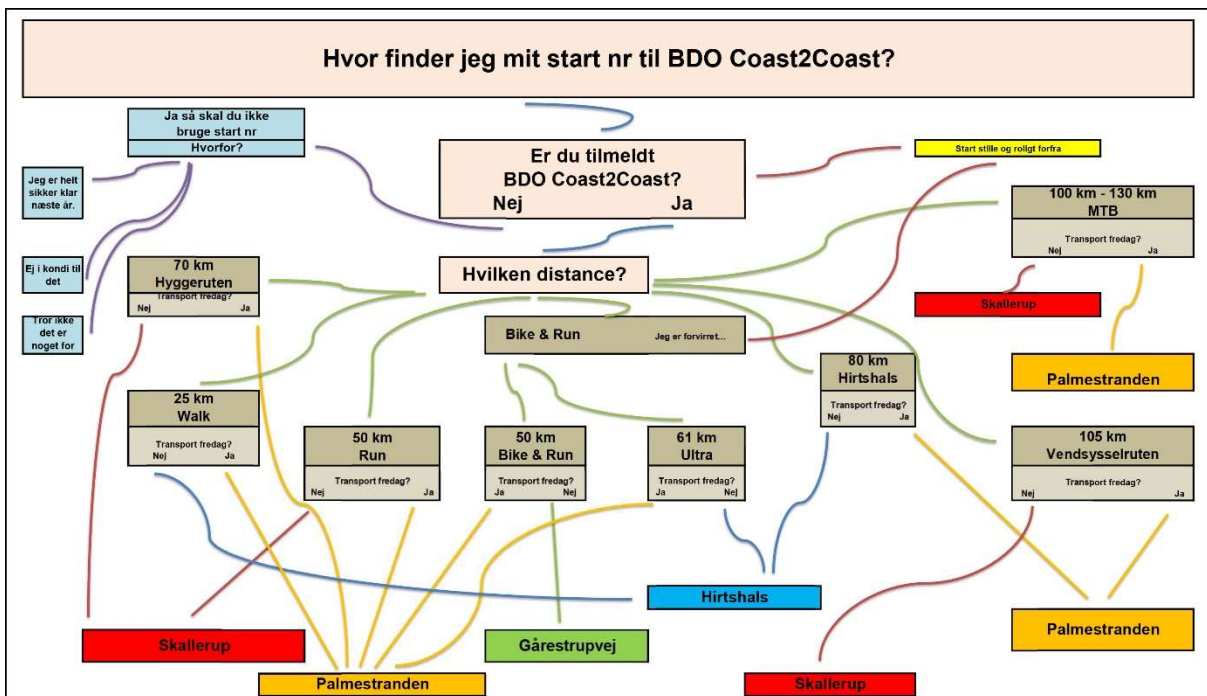 Hvor finder jeg mit start nr til BDO Coast2Coast?
Ja så skal du ikke
bruge start nr
Hvorfor?
Er du tilmeldt
BDO Coast2Coast?
Nej Ja
Start stille og roligt forfra
Jeg er helt
sikker klar
næste år.
Ej i kondi til
det
Tror ikke
det er
noget for
100 km - 130 km
MTB
Transport fredag?
Nej Ja
Skallerup
Palmestranden
70 km
Hyggeruten
Transport fredag?
Nej Ja
Hvilken distance?
Bike & Run Jeg er forvirret...
80 km
Hirtshals
Transport fredag?
Nej Ja
25 km
Walk
Transport fredag?
Nej Ja
50 km
Run
Transport fredag?
Nej Ja
50 km
Bike & Run
Transport fredag?
Ja Nej
61 km
Ultra
Transport fredag?
Ja Nej
105 km
Vendsysselruten
Transport fredag?
Nej Ja
Hirtshals
Skallerup
Gårestrupvej
Palmestranden
Palmestranden
Skallerup